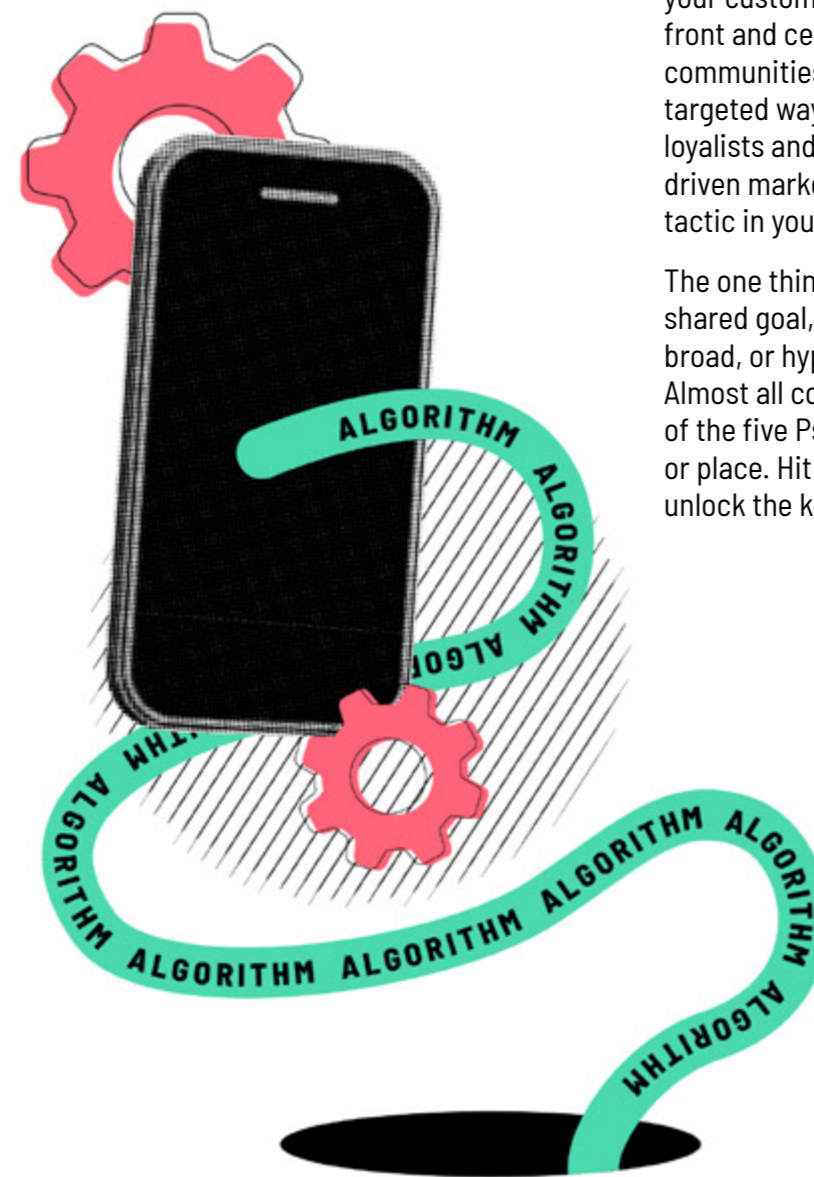 your custom
front and ce
communities
targeted way
loyalists and
driven marke
tactic in you
The one thin
shared goal,
broad, or hyp
Almost all co
of the five Ps
or place. Hit
unlock the k
ALGORITHM ALGORITHM ALGOR
ITHM ALGORITHM ALGORITHM ALGORITHM ALGORITHM ALGORITHM ALGORITHM